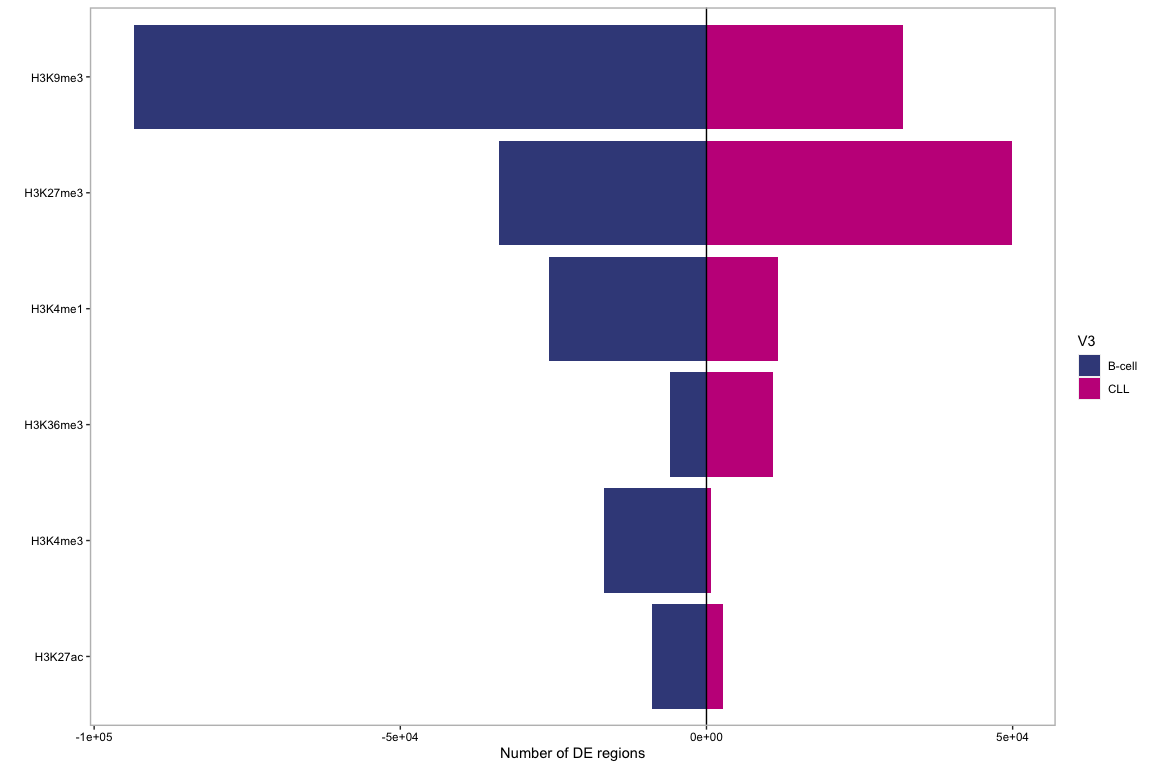 H3K9me3
H3K27me3
H3K4me1
H3K36me3
H3K4me3
H3K27ac
-1e+05
-5e+04
0e+00
5e+04
Number of DE regions
V3
B-cell
CLL